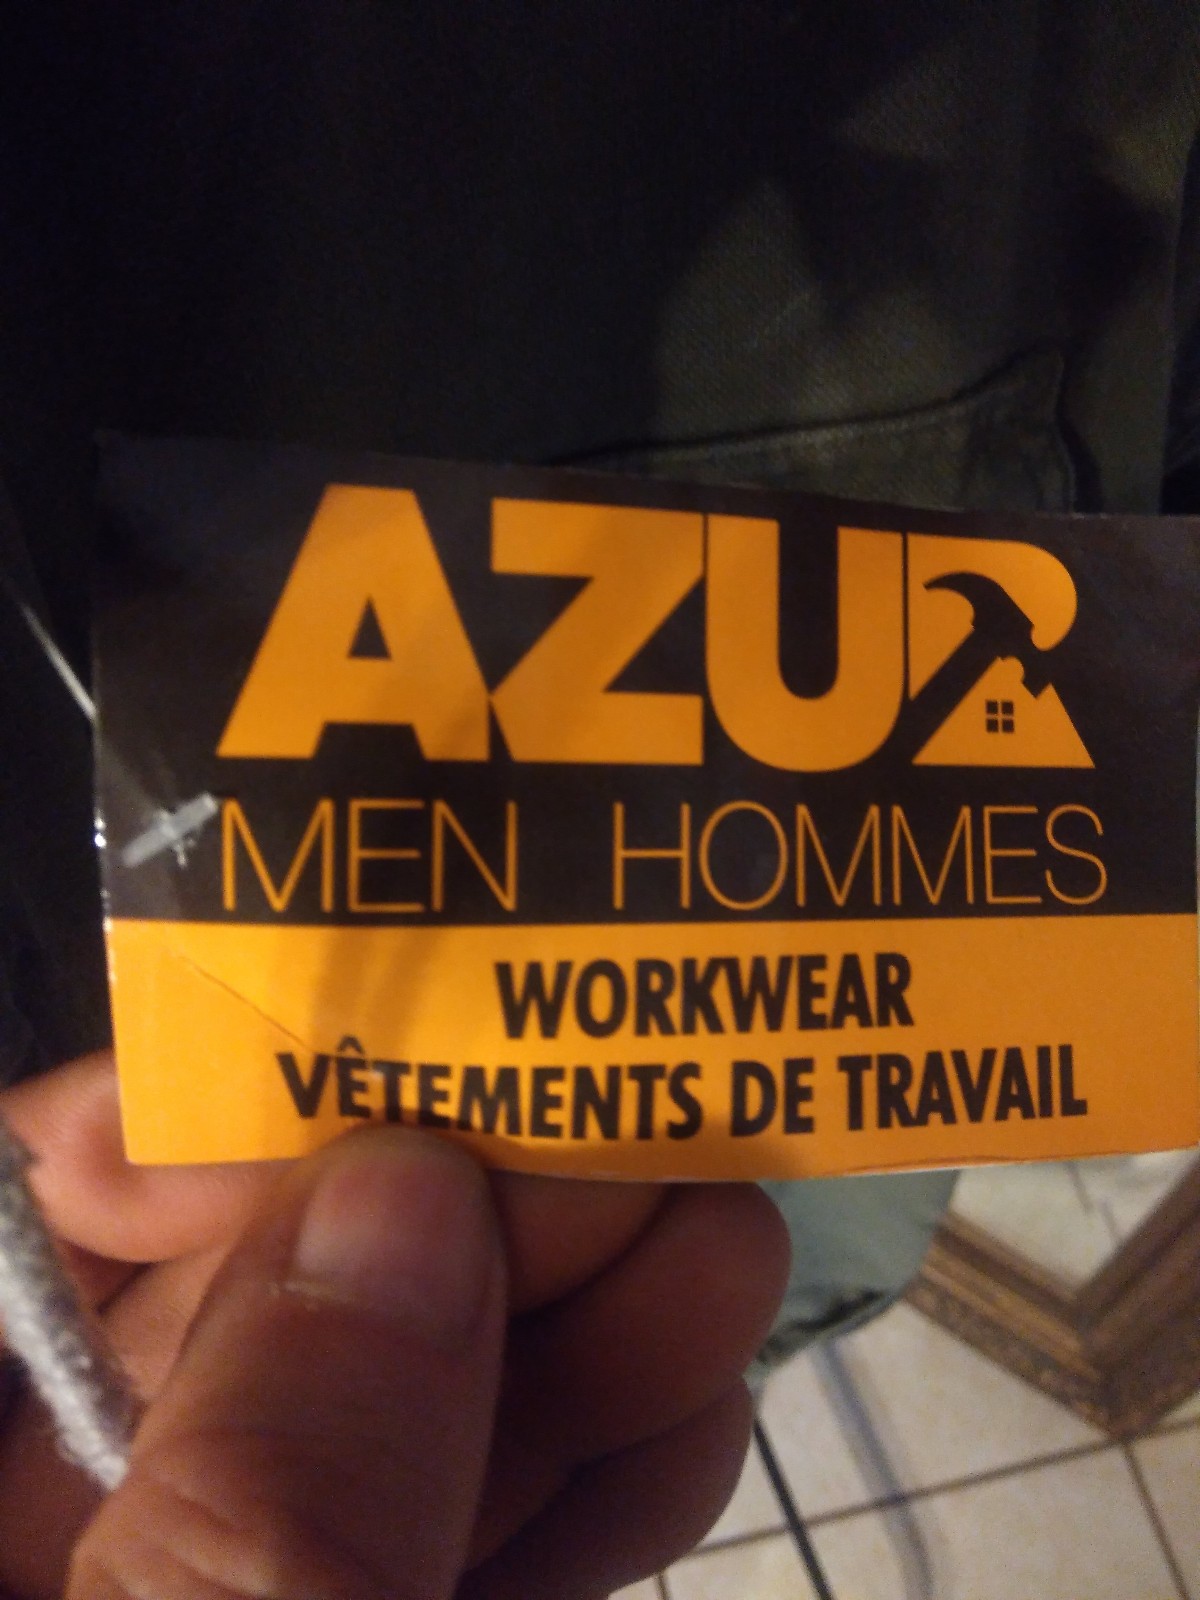 AZUR
MEN HOMMES
WORKWEAR
VÊTEMENTS DE TRAVAIL